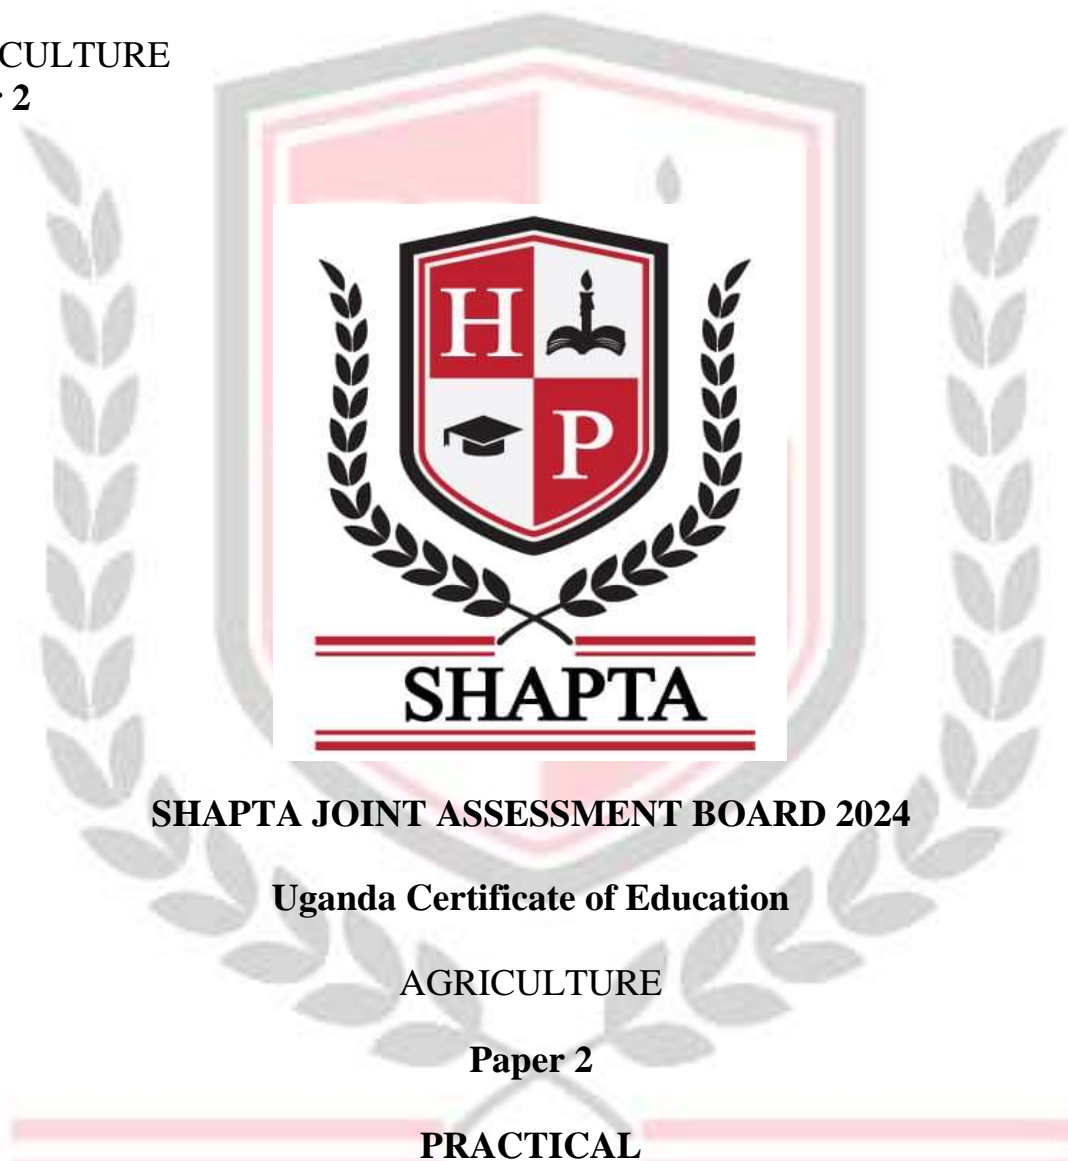 CULTURE
2
H
P
SHAPTA
SHAPTA JOINT ASSESSMENT BOARD 2024
Uganda Certificate of Education
AGRICULTURE
Paper 2
PRACTICAL